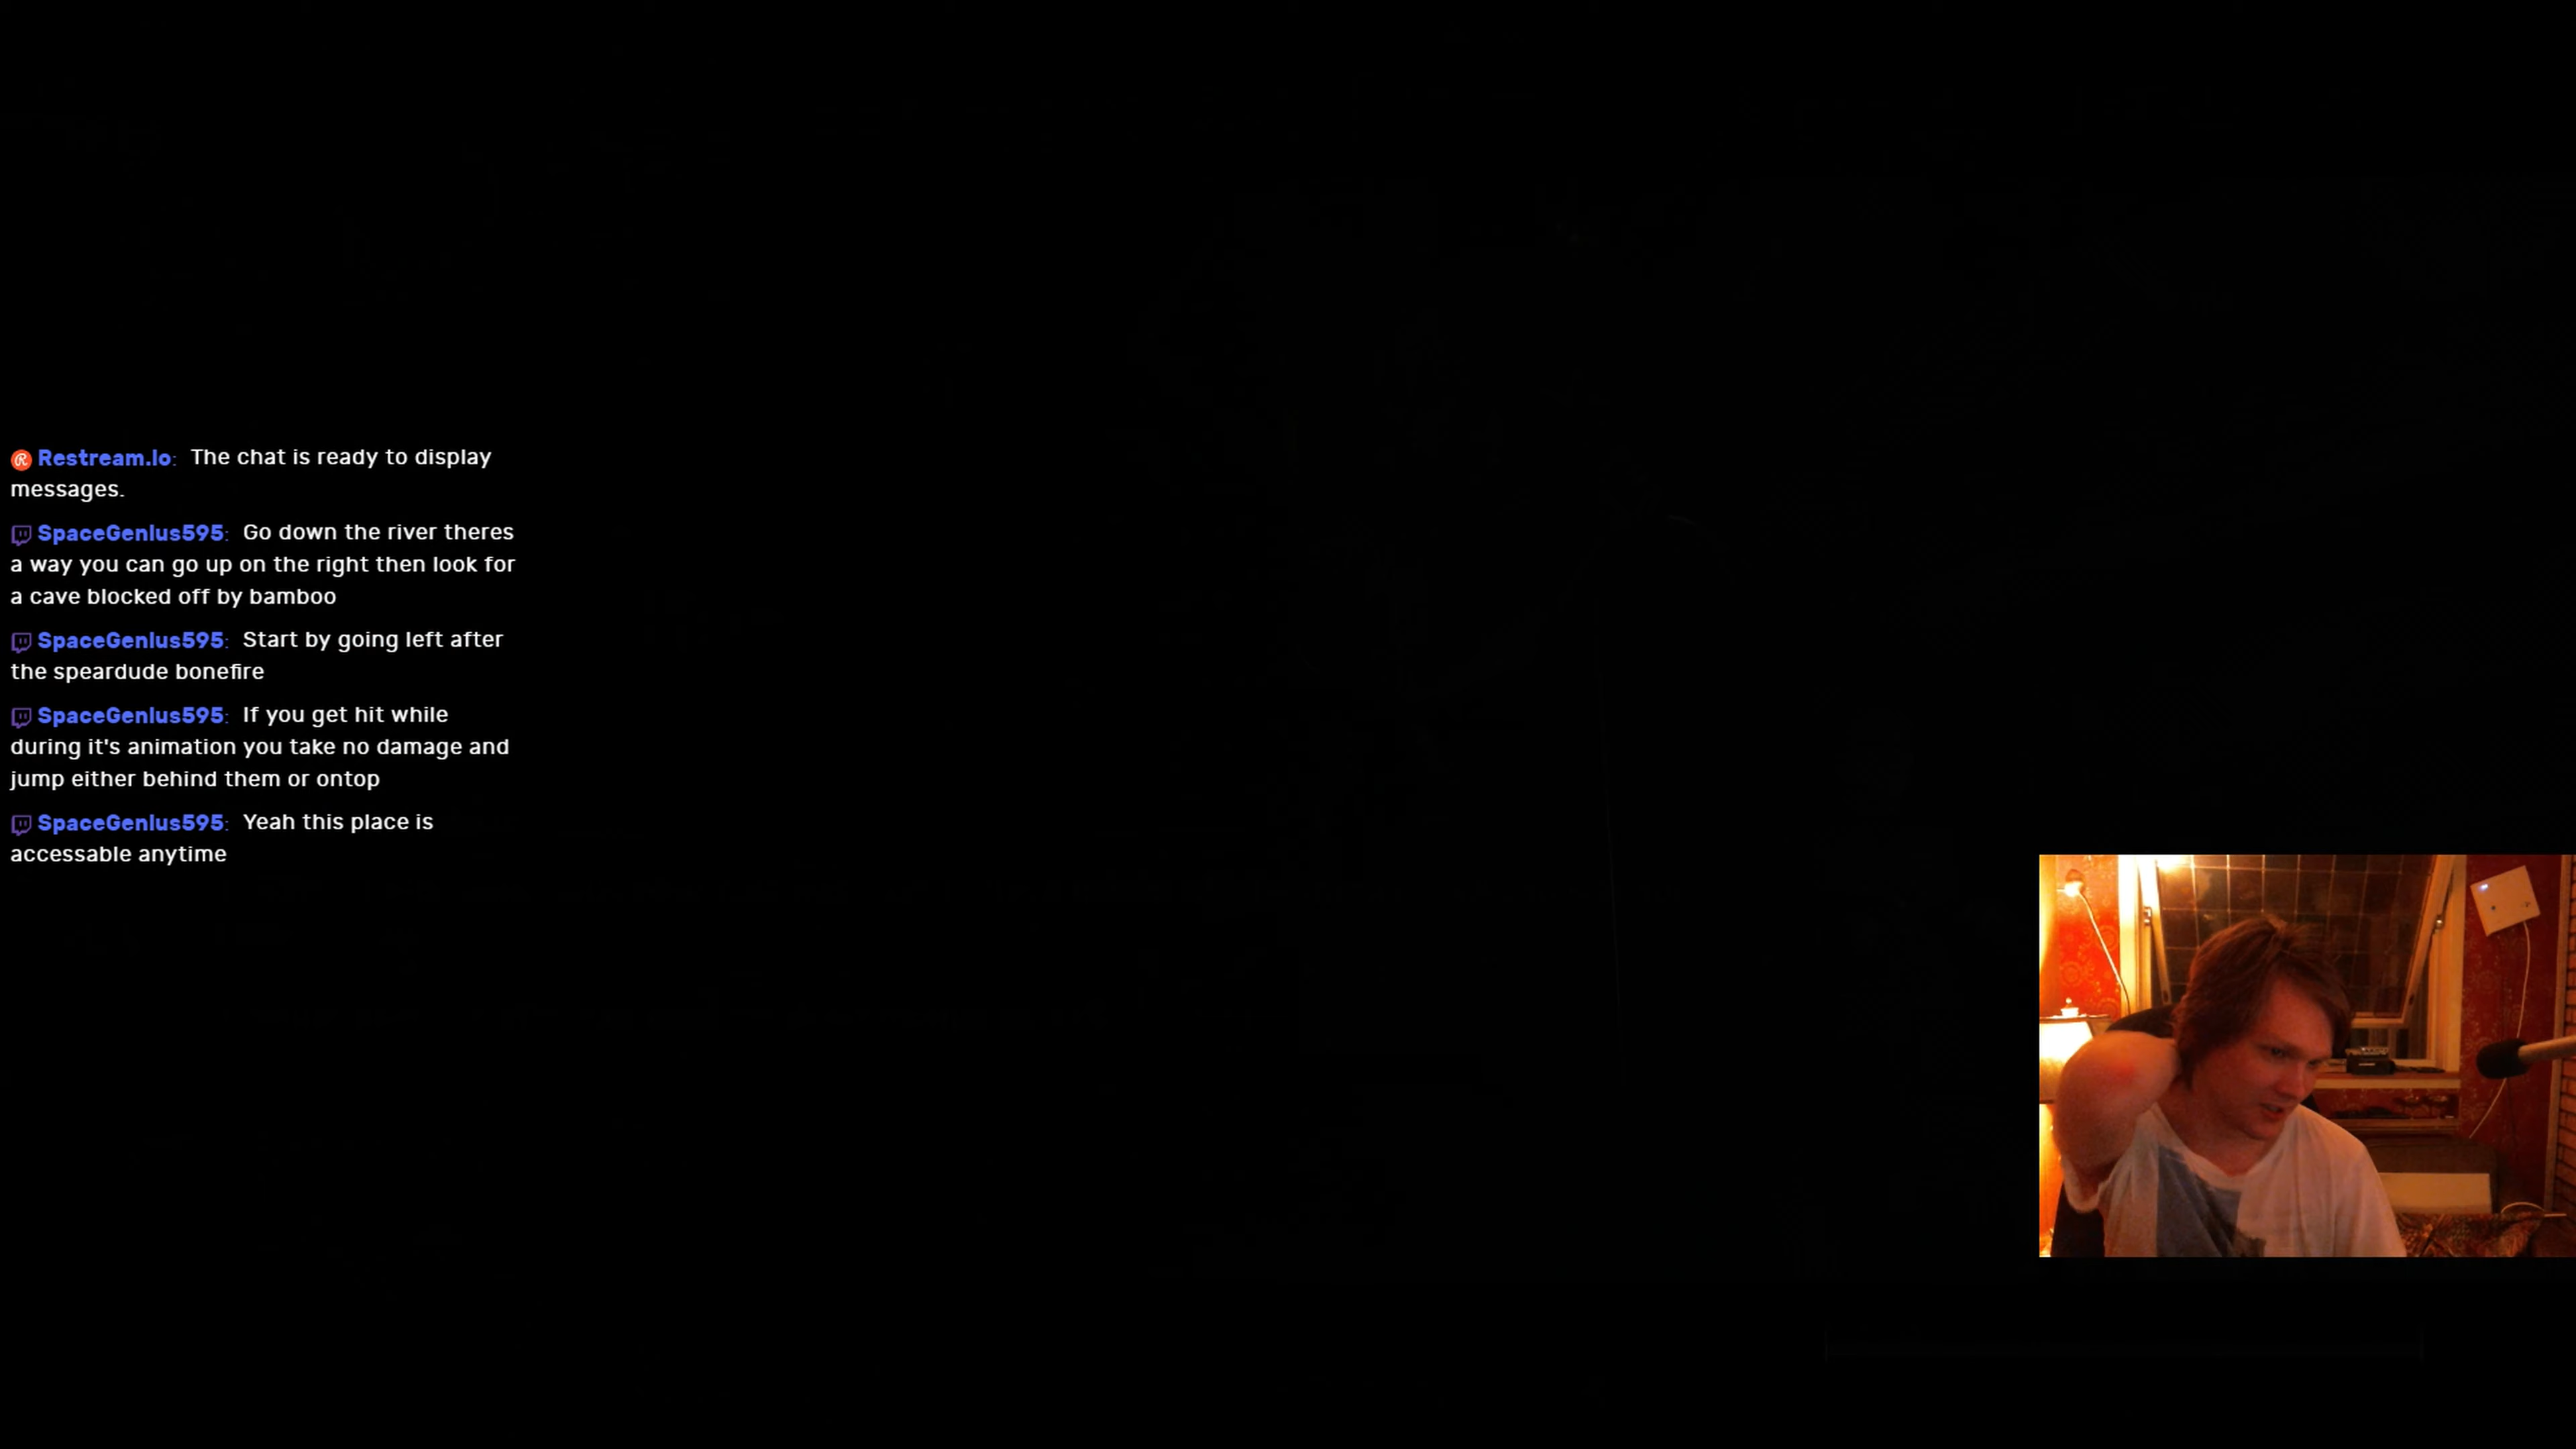 Restream.Io: The chat is ready to display
messages.
SpaceGenIus595: Go down the river theres
a way you can go up on the right then look for
a cave blocked off by bamboo
SpaceGenIus595: Start by going left after
the speardude bonefire
SpaceGenIus595: If you get hit while
during it's animation you take no damage and
jump either behind them or ontop
SpaceGenIus595: Yeah this place is
accessable anytime